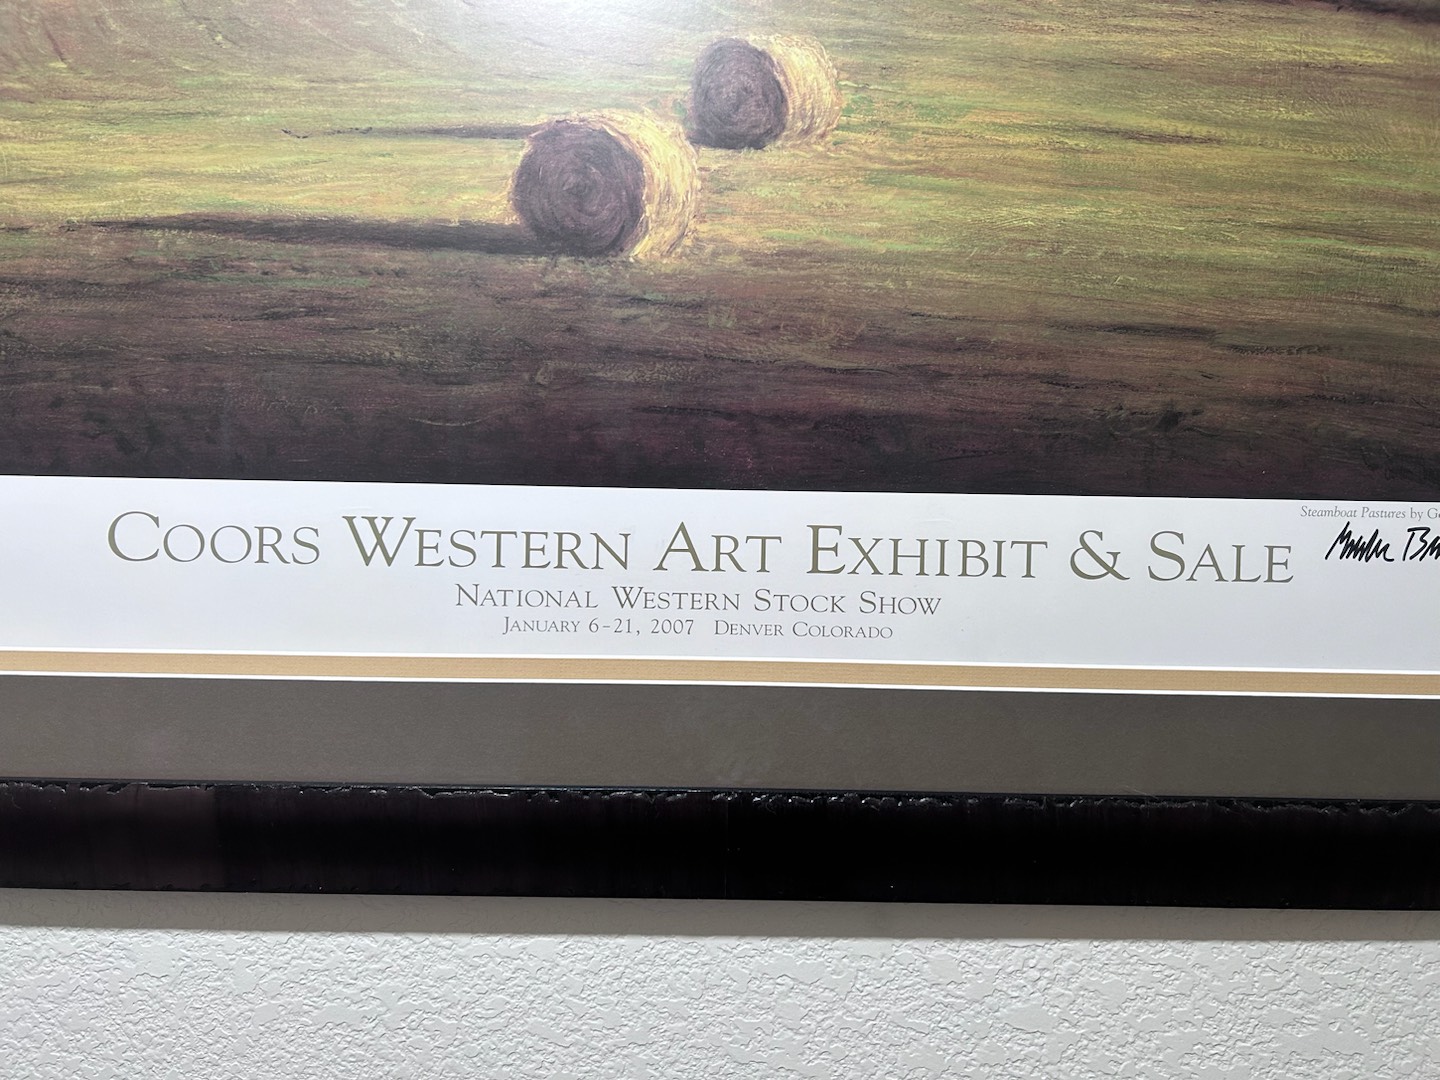 Steamboat Pastures by
COORS WESTERN ART EXHIBIT & SALE
NATIONAL WESTERN STOCK SHOW
JANUARY 6-21, 2007 DENVER COLORADO